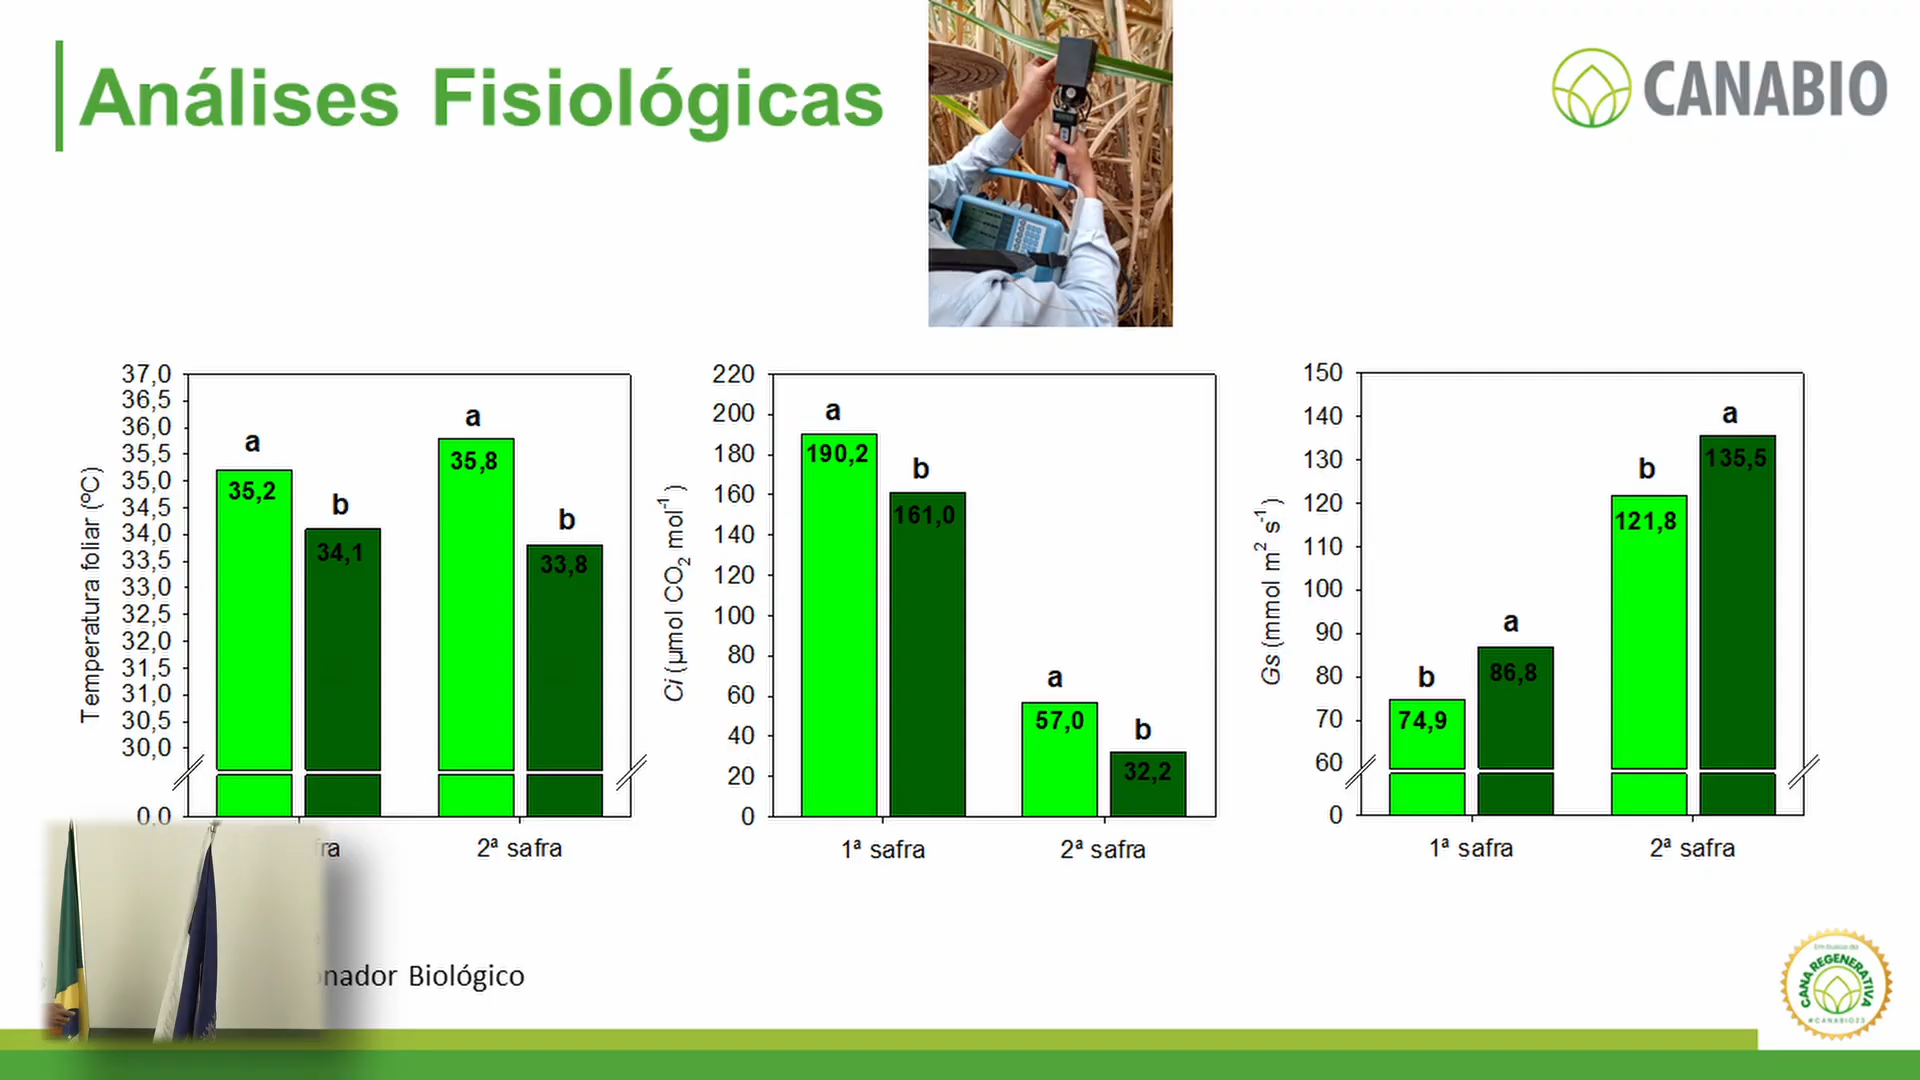 Análises Fisiológicas
CANABIO
Temperatura foliar (ºC)
37,0
36,5
36,0
35,5
35,0
34,5
34,0
33,5
33,0
32,5
32,0
31,5
31,0
30,5
30,0
0,0
a
35,2
b
34,1
a
35,8
b
33,8
2ª safra
Ci (µmol CO2 mol-1)
220
200
180
160
140
120
100
80
60
40
20
0
a
190,2
b
161,0
a
57,0
b
32,2
1ª safra
2ª safra
Gs (mmol m2 s-1)
150
140
130
120
110
100
90
80
70
60
0
b
74,9
a
86,8
b
121,8
a
135,5
1ª safra
2ª safra
Biológico
Em busca da
CANA REGENERATIVA
#CANABIO23